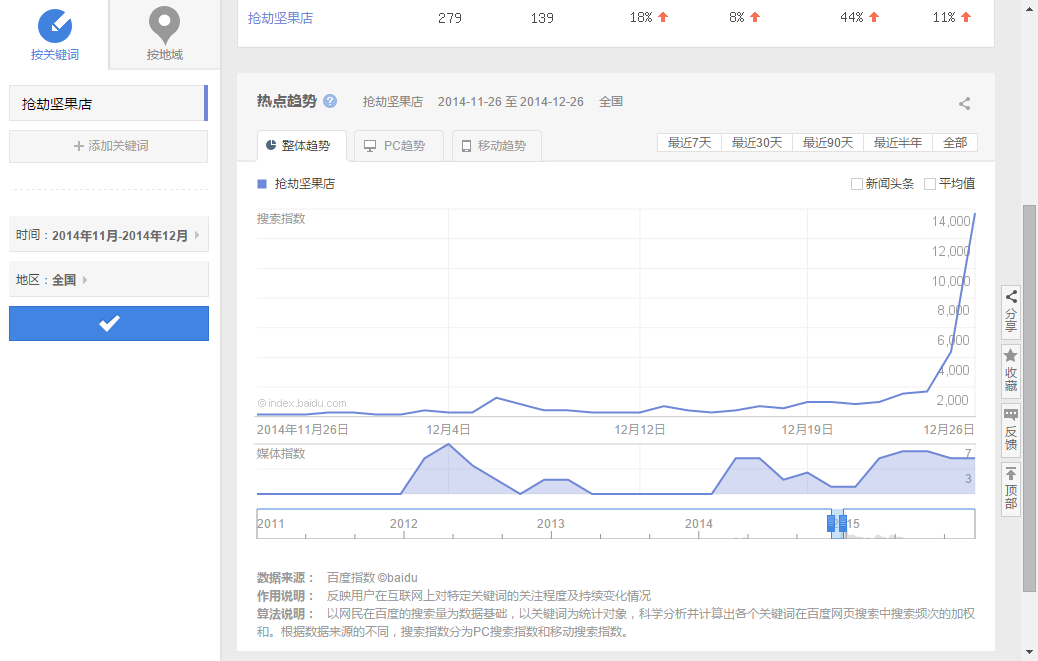 按关键词
按地域
抢劫坚果店
添加关键词
时间：2014年11月-2014年12月
地区：全国
抢劫坚果店 279 139 18% 8% 44% 11%
热点趋势 ? 抢劫坚果店 2014-11-26 至 2014-12-26 全国
整体趋势 PC趋势 移动趋势
最近7天 最近30天 最近90天 最近半年 全部
抢劫坚果店
新闻头条 平均值
搜索指数
14,000
12,000
10,000
8,000
6,000
4,000
2,000
©index.baidu.com
2014年11月26日 12月4日 12月12日 12月19日 12月26日
媒体指数
7
3
2011 2012 2013 2014 2015
数据来源： 百度指数 ©baidu
作用说明： 反映用户在互联网上对特定关键词的关注程度及持续变化情况
算法说明： 以网民在百度的搜索量为数据基础，以关键词为统计对象，科学分析并计算出各个关键词在百度网页搜索中搜索频次的加权
和。根据数据来源的不同，搜索指数分为PC搜索指数和移动搜索指数。
分享
收藏
反馈
顶部